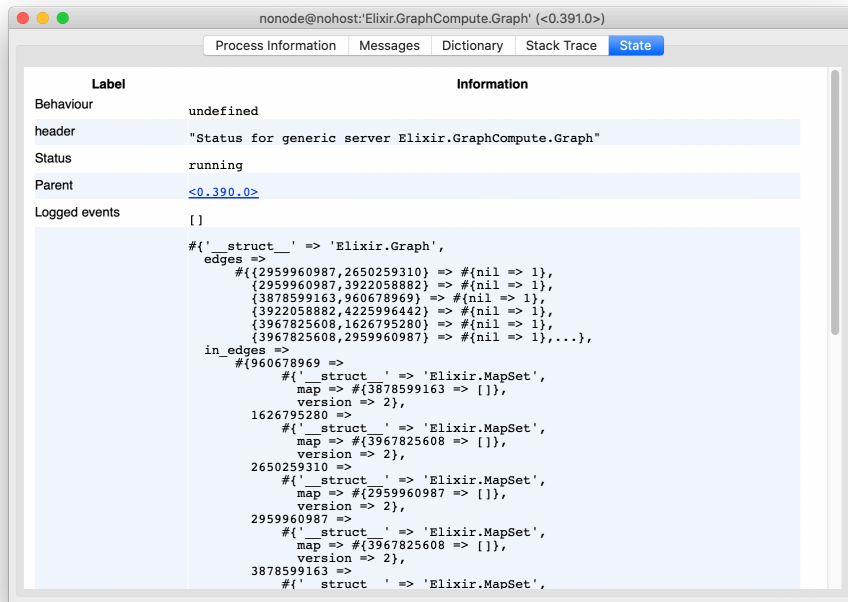 nonode@nohost:'Elixir.GraphCompute.Graph' (<0.391.0>)
Process Information Messages Dictionary Stack Trace State
Label Information
Behaviour undefined
header "Status for generic server Elixir.GraphCompute.Graph"
Status running
Parent <0.390.0>
Logged events []
#{'__struct__' => 'Elixir.Graph',
edges =>
#{{2959960987,2650259310} => #{nil => 1},
{2959960987,3922058882} => #{nil => 1},
{3878599163,960678969} => #{nil => 1},
{3922058882,4225996442} => #{nil => 1},
{3967825608,1626795280} => #{nil => 1},
{3967825608,2959960987} => #{nil => 1},...},
in_edges =>
#{960678969 =>
#{'__struct__' => 'Elixir.MapSet',
map => #{3878599163 => []},
version => 2},
1626795280 =>
#{'__struct__' => 'Elixir.MapSet',
map => #{3967825608 => []},
version => 2},
2650259310 =>
#{'__struct__' => 'Elixir.MapSet',
map => #{2959960987 => []},
version => 2},
2959960987 =>
#{'__struct__' => 'Elixir.MapSet',
map => #{3967825608 => []},
version => 2},
3878599163 =>
#{'__struct__' => 'Elixir.MapSet',